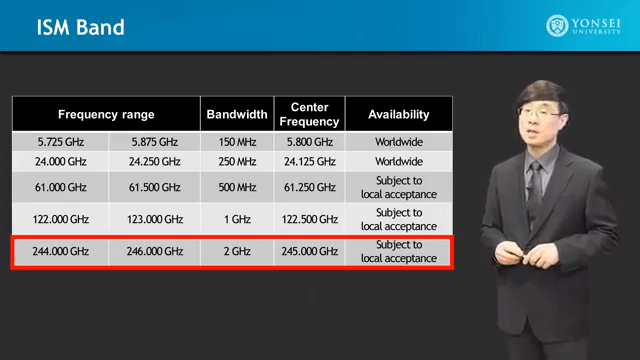 ISM Band
YONSEI
UNIVERSITY
Frequency range Bandwidth Center Frequency Availability
5.725 GHz 5.875 GHz 150 MHz 5.800 GHz Worldwide
24.000 GHz 24.250 GHz 250 MHz 24.125 GHz Worldwide
61.000 GHz 61.500 GHz 500 MHz 61.250 GHz Subject to local acceptance
122.000 GHz 123.000 GHz 1 GHz 122.500 GHz Subject to local acceptance
244.000 GHz 246.000 GHz 2 GHz 245.000 GHz Subject to local acceptance